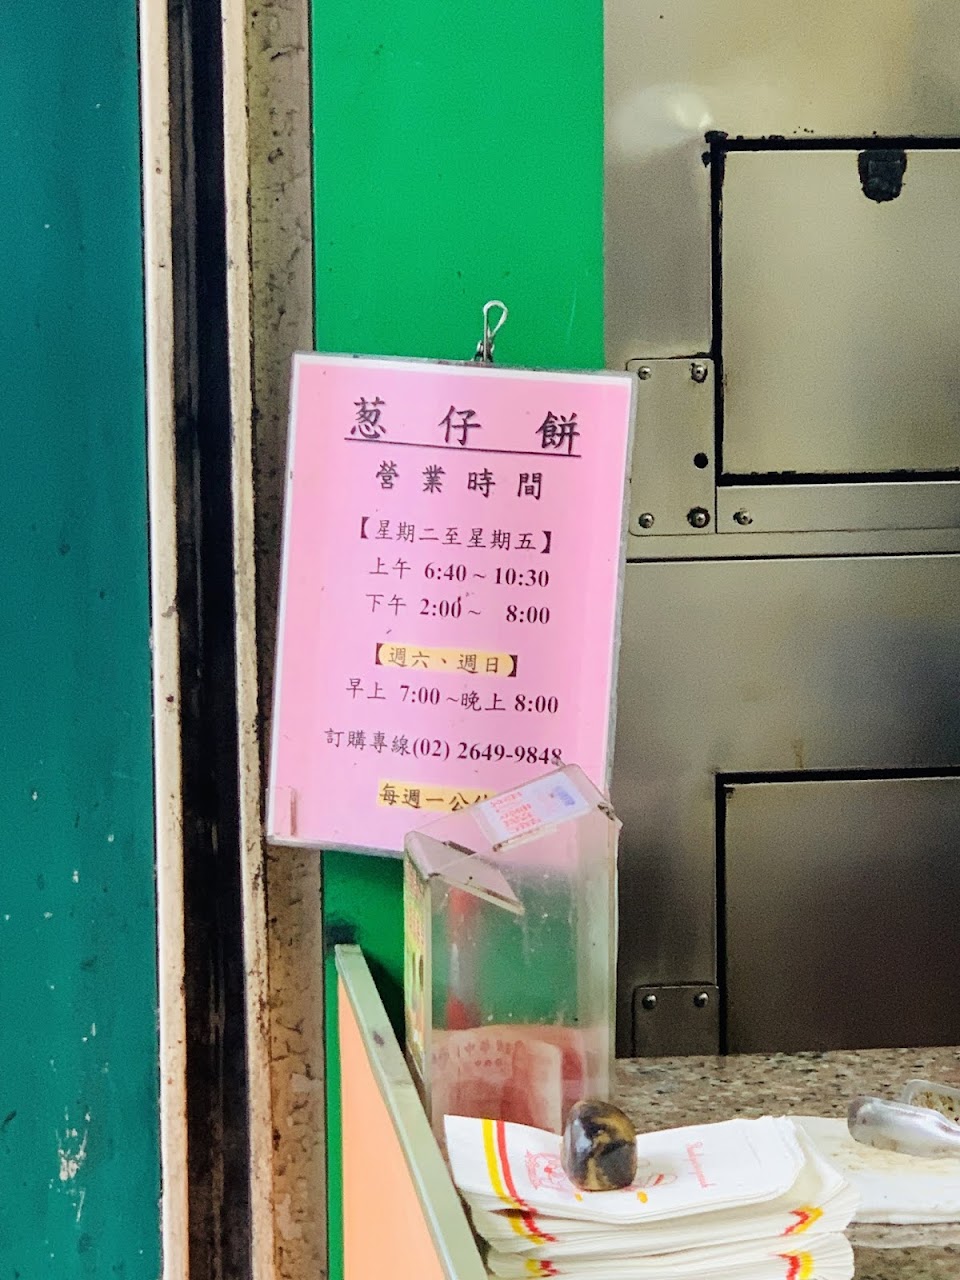 葱仔餅
營業時間
【星期二至星期五】
上午 6:40 ~ 10:30
下午 2:00 ~ 8:00
【週六、週日】
早上 7:00 ~晚上 8:00
訂購專線(02) 2649-9848
每週一公休